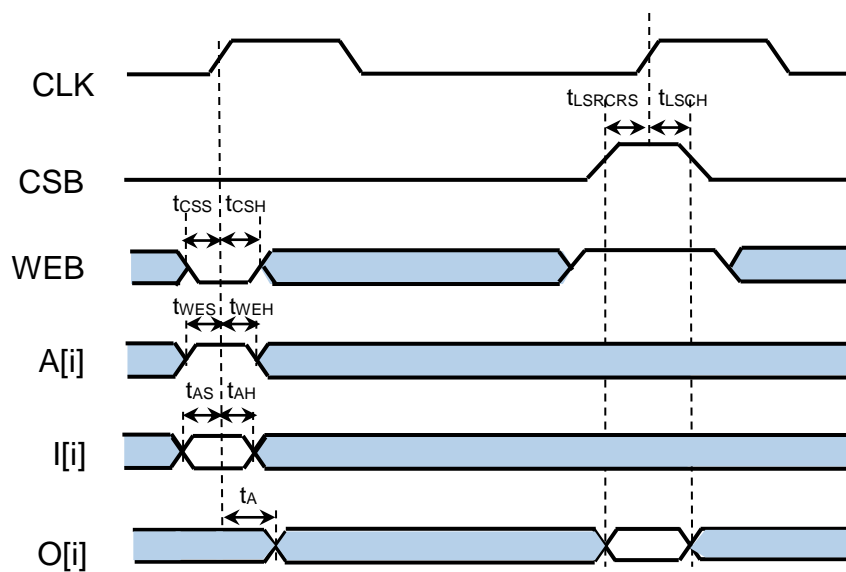 CLK
tLSRCRS tLSCH
CSB
tCSS tCSH
WEB
tWES tWEH
A[i]
tAS tAH
I[i]
tA
O[i]